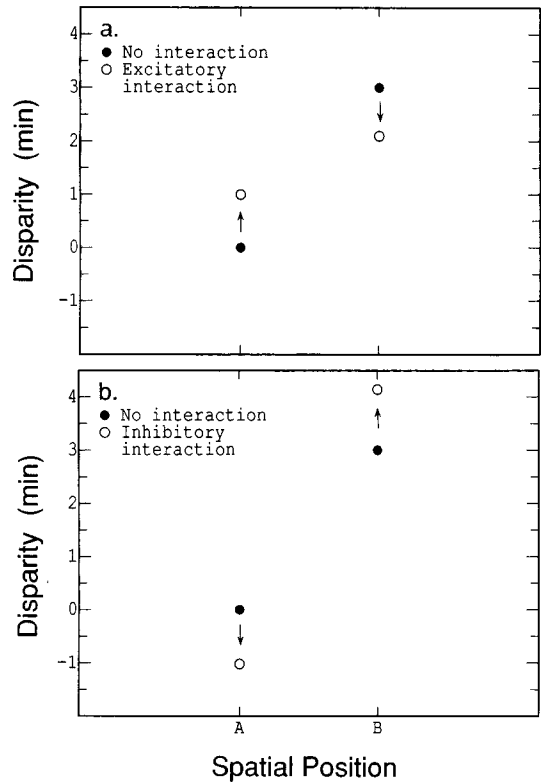 a.
No interaction
Excitatory
interaction
4
3
2
1
0
−1
Disparity (min)
b.
No interaction
Inhibitory
interaction
4
3
2
1
0
−1
Disparity (min)
A B
Spatial Position